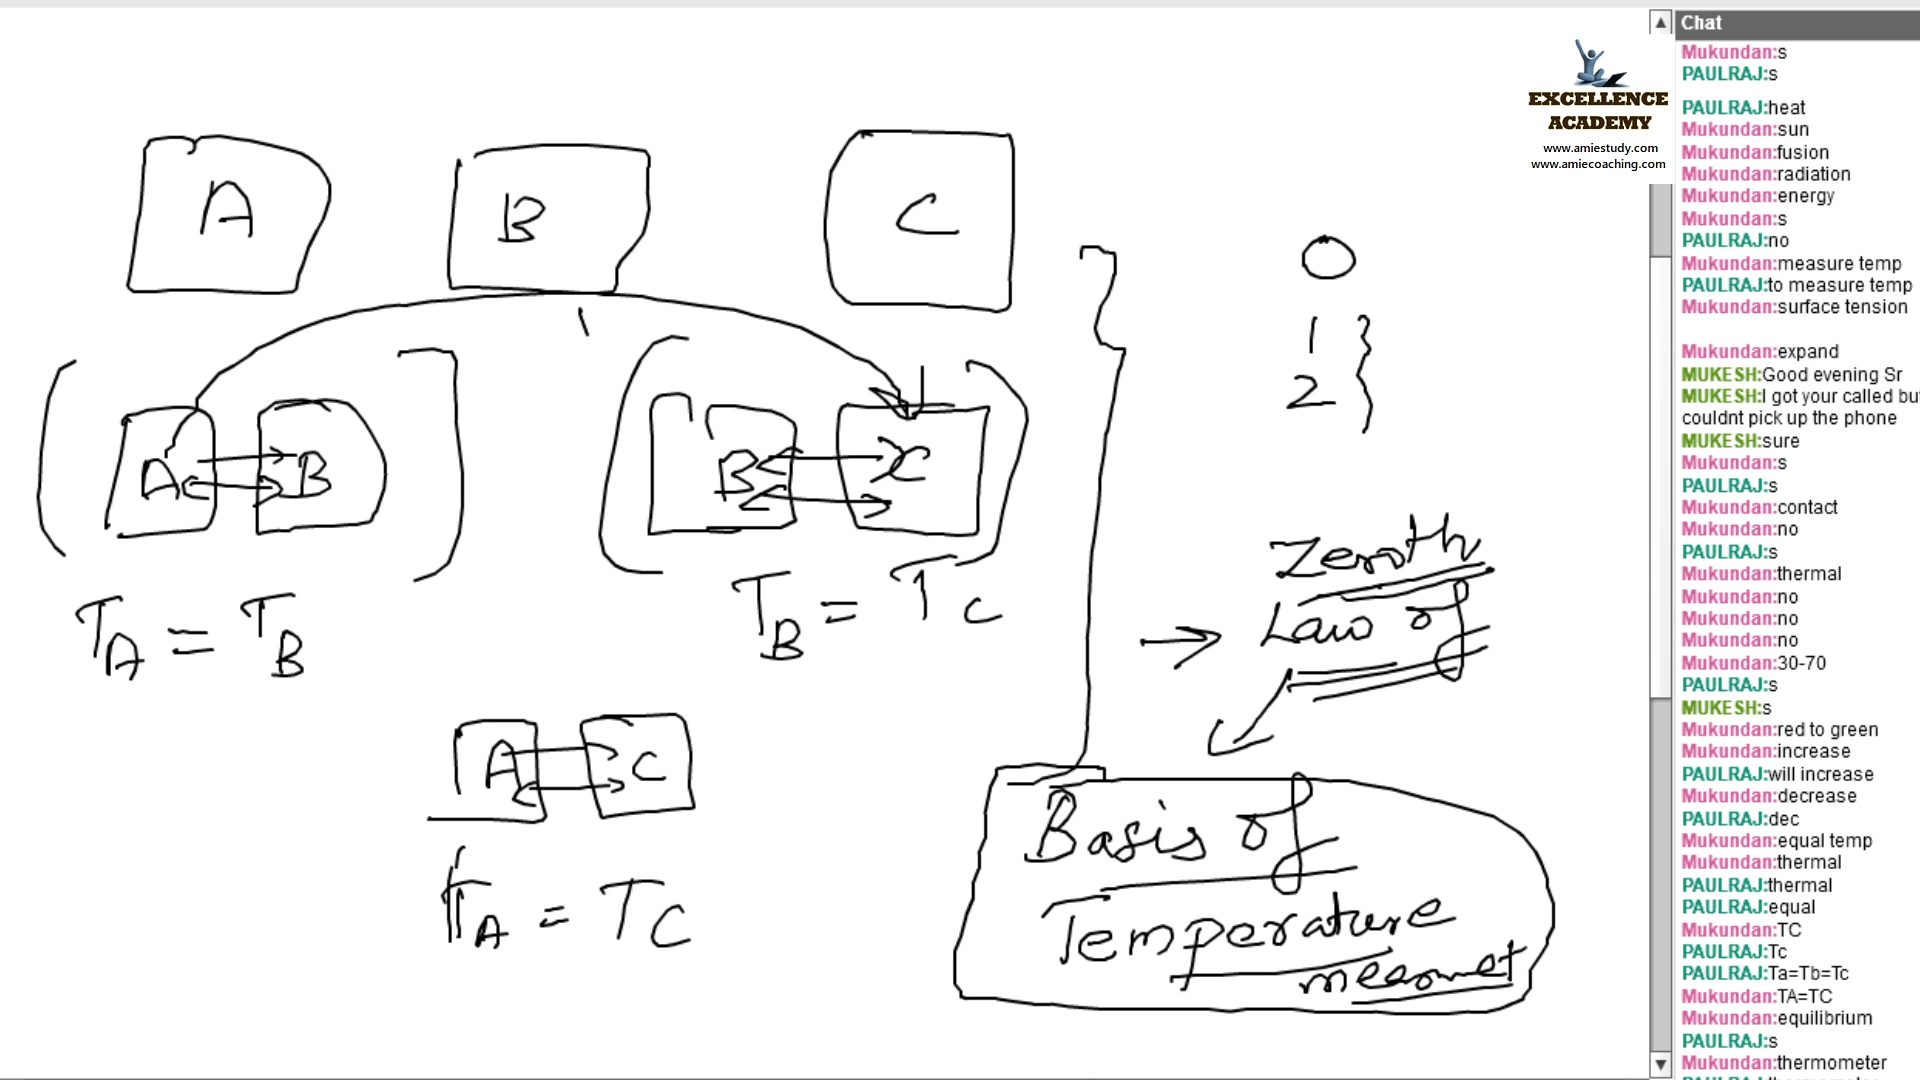 A B C
0
1
2
A B
B C
TA = TB
TB = TC
Zeroth
Law of
A C
TA = TC
Basis of
Temperature
EXCELLENCE
ACADEMY
www.amiestudy.com
www.amiecoaching.com
Chat
Mukundan:s
PAULRAJ:s
PAULRAJ:heat
Mukundan:sun
Mukundan:fusion
Mukundan:radiation
Mukundan:energy
Mukundan:s
PAULRAJ:no
Mukundan:measure temp
PAULRAJ:to measure temp
Mukundan:surface tension
Mukundan:expand
MUKESH:Good evening Sr
MUKESH:I got your called but
couldnt pick up the phone
MUKESH:sure
Mukundan:s
PAULRAJ:s
Mukundan:contact
Mukundan:no
PAULRAJ:s
Mukundan:thermal
Mukundan:no
Mukundan:no
Mukundan:no
Mukundan:30-70
PAULRAJ:s
MUKESH:s
Mukundan:red to green
Mukundan:increase
PAULRAJ:will increase
Mukundan:decrease
PAULRAJ:dec
Mukundan:equal temp
Mukundan:thermal
PAULRAJ:thermal
PAULRAJ:equal
Mukundan:TC
PAULRAJ:Tc
PAULRAJ:Ta=Tb=Tc
Mukundan:TA=TC
Mukundan:equilibrium
PAULRAJ:s
Mukundan:thermometer